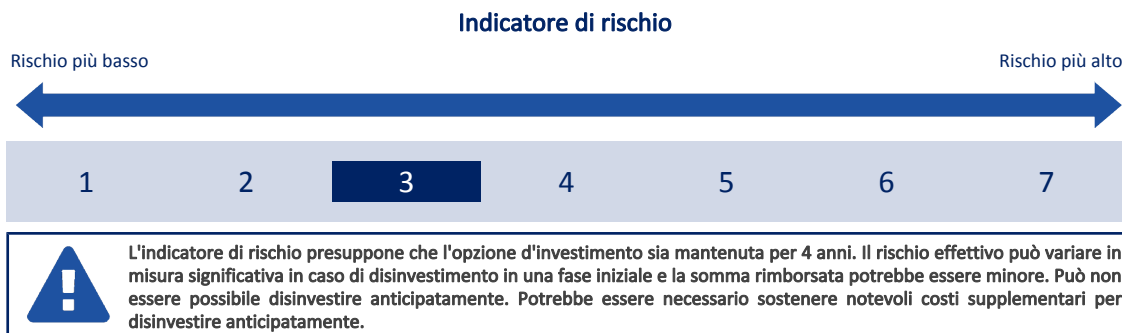 Indicatore di rischio
Rischio più basso
Rischio più alto
1 2 3 4 5 6 7
L'indicatore di rischio presuppone che l'opzione d'investimento sia mantenuta per 4 anni. Il rischio effettivo può variare in
misura significativa in caso di disinvestimento in una fase iniziale e la somma rimborsata potrebbe essere minore. Può non
essere possibile disinvestire anticipatamente. Potrebbe essere necessario sostenere notevoli costi supplementari per
disinvestire anticipatamente.